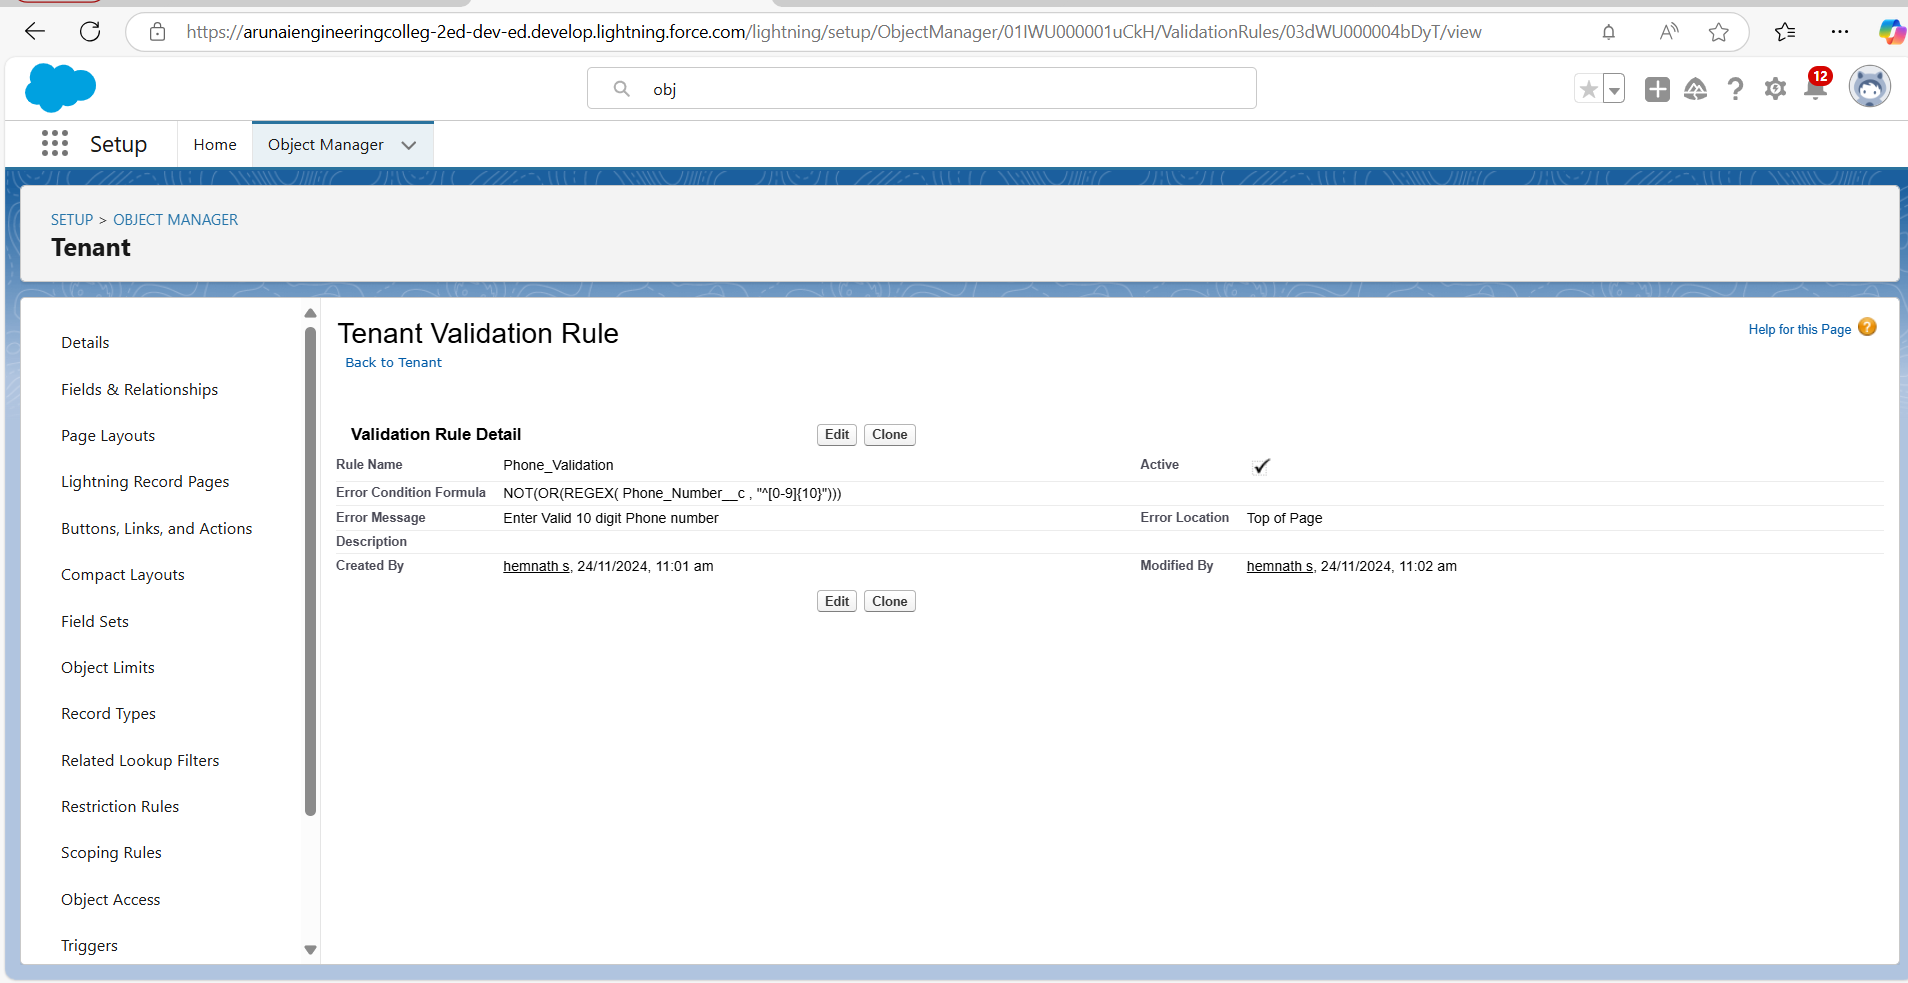 https://arunaiengineeringcolleg-2ed-dev-ed.develop.lightning.force.com/lightning/setup/ObjectManager/01IWU000001uCkH/ValidationRules/03dWU000004bDyT/view
obj
12
Setup
Home
Object Manager
SETUP > OBJECT MANAGER
Tenant
Details
Fields & Relationships
Page Layouts
Lightning Record Pages
Buttons, Links, and Actions
Compact Layouts
Field Sets
Object Limits
Record Types
Related Lookup Filters
Restriction Rules
Scoping Rules
Object Access
Triggers
Tenant Validation Rule
Help for this Page ?
Back to Tenant
Validation Rule Detail Edit Clone
Rule Name Phone_Validation Active
Error Condition Formula NOT(OR(REGEX( Phone_Number__c , "^[0-9]{10}")))
Error Message Enter Valid 10 digit Phone number Error Location Top of Page
Description
Created By hemnath s, 24/11/2024, 11:01 am Modified By hemnath s, 24/11/2024, 11:02 am
Edit Clone